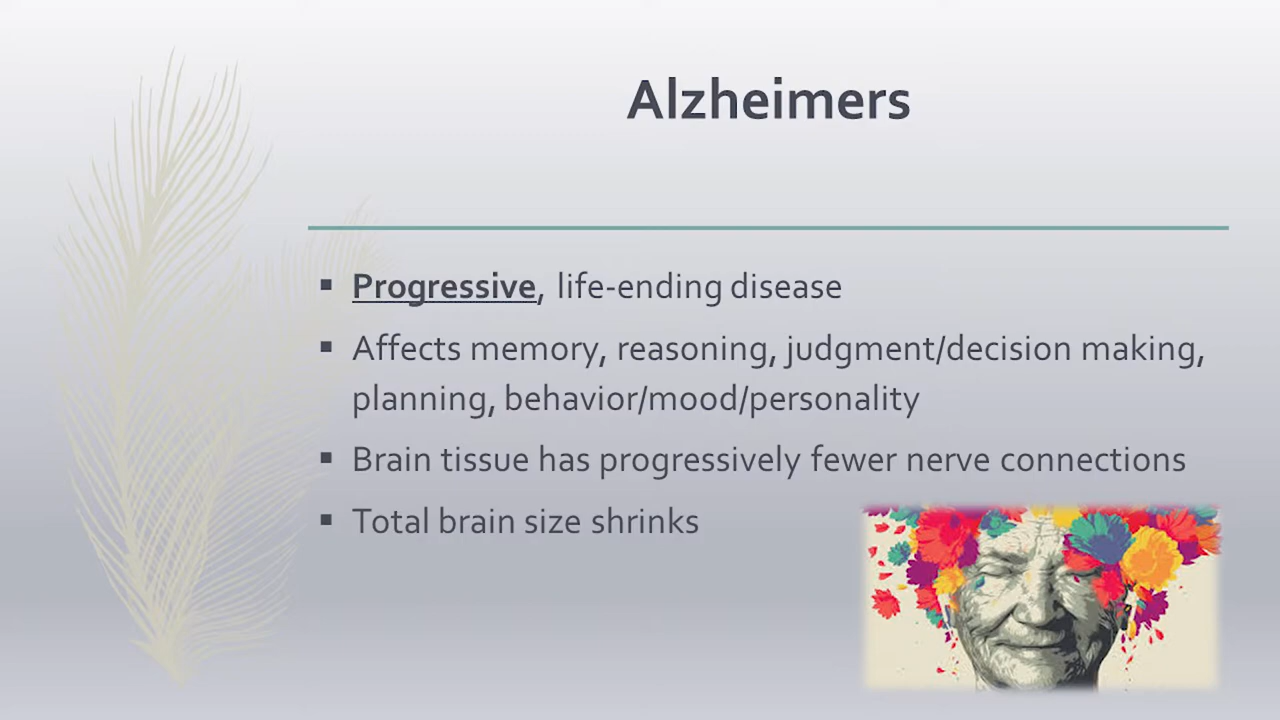 Alzheimers
▪ Progressive, life-ending disease
▪ Affects memory, reasoning, judgment/decision making,
planning, behavior/mood/personality
▪ Brain tissue has progressively fewer nerve connections
▪ Total brain size shrinks